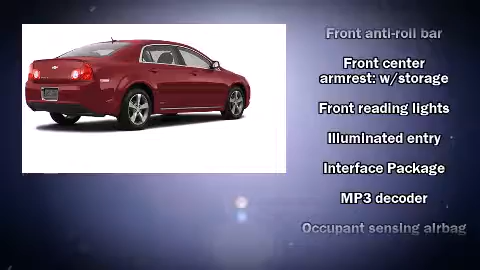 Front anti-roll bar
Front center
armrest: w/storage
Front reading lights
Illuminated entry
Interface Package
MP3 decoder
Occupant sensing airbag